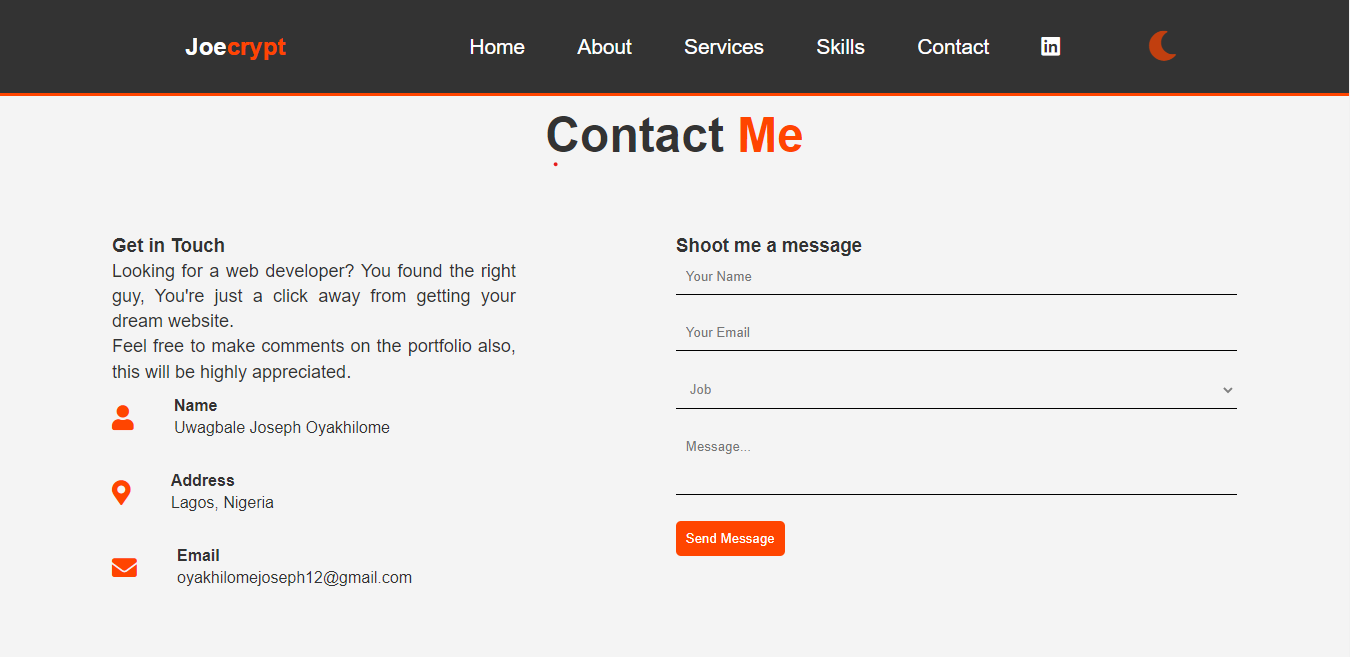 Joecrypt
Home About Services Skills Contact in
Contact Me
Get in Touch
Looking for a web developer? You found the right
guy, You're just a click away from getting your
dream website.
Feel free to make comments on the portfolio also,
this will be highly appreciated.
Name
Uwagbale Joseph Oyakhilome
Address
Lagos, Nigeria
Email
oyakhilomejoseph12@gmail.com
Shoot me a message
Your Name
Your Email
Job
Message...
Send Message